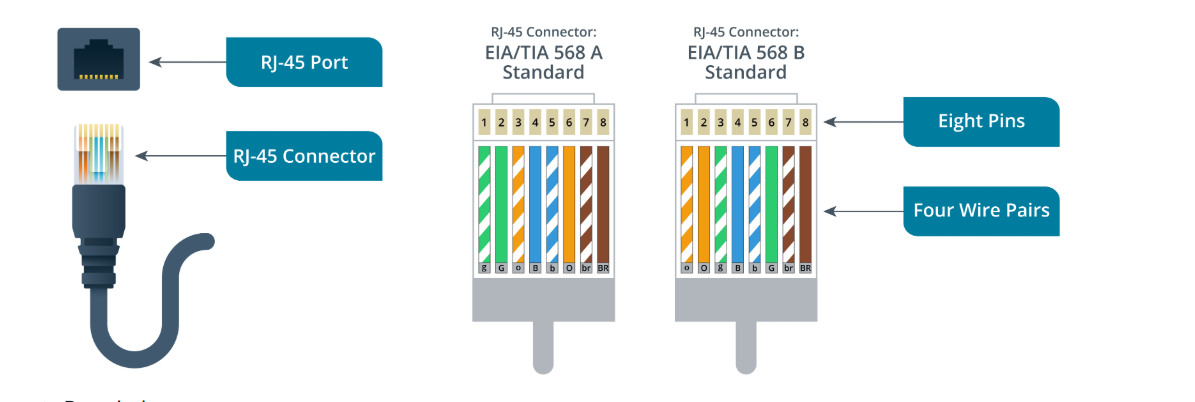 RJ-45 Port
RJ-45 Connector
RJ-45 Connector:
EIA/TIA 568 A
Standard
1 2 3 4 5 6 7 8
g G o B b O br BR
RJ-45 Connector:
EIA/TIA 568 B
Standard
1 2 3 4 5 6 7 8
o O g B b G br BR
Eight Pins
Four Wire Pairs